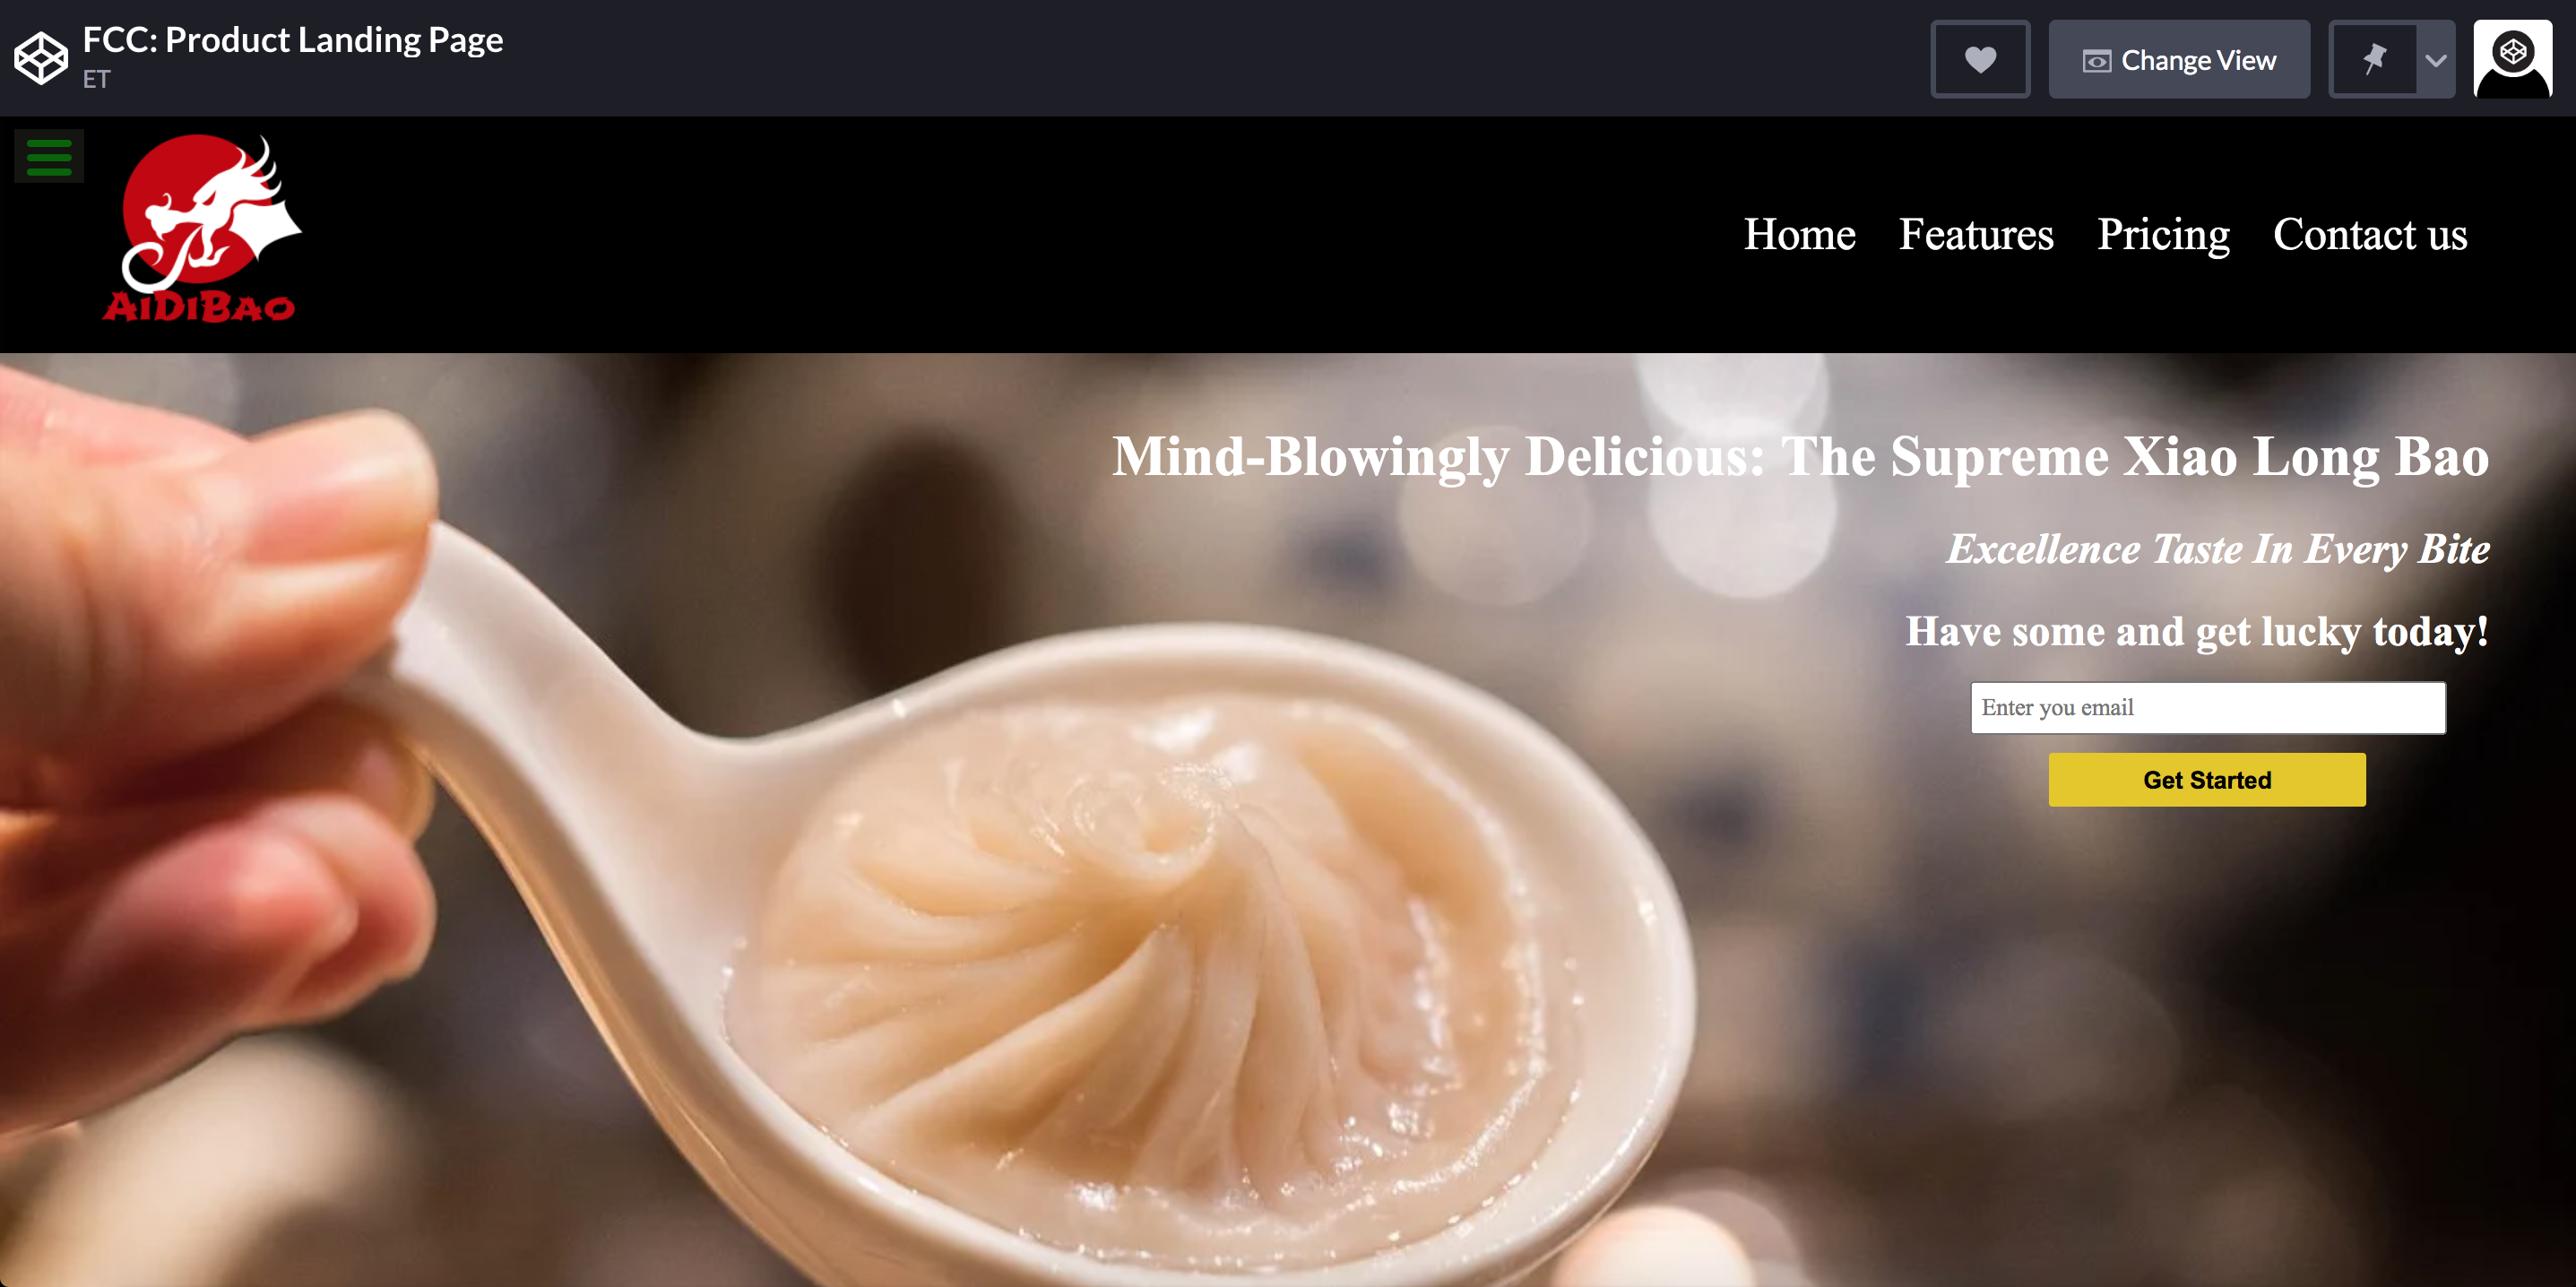 FCC: Product Landing Page
ET
Change View
AiDiBao
Home Features Pricing Contact us
Mind-Blowingly Delicious: The Supreme Xiao Long Bao
Excellence Taste In Every Bite
Have some and get lucky today!
Enter you email
Get Started